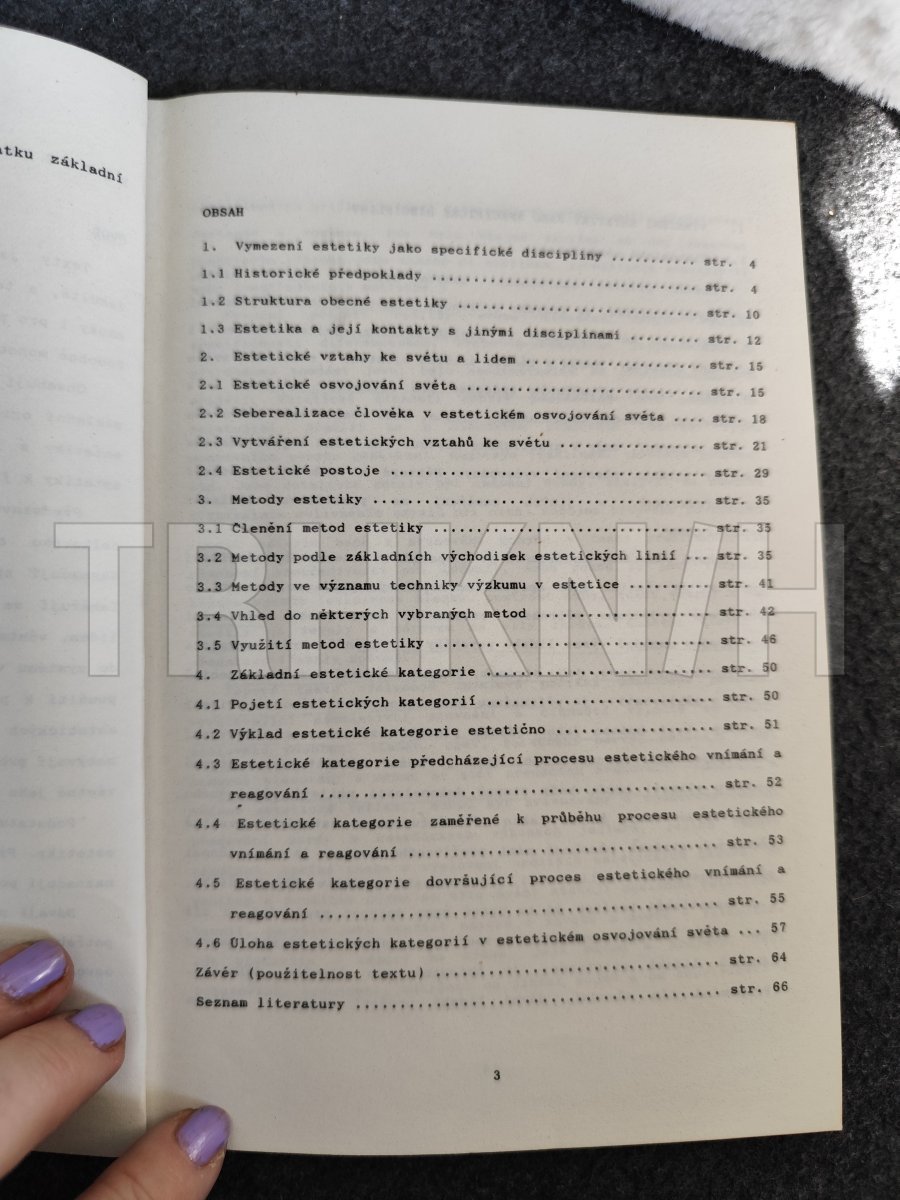 tku základní
OBSAH
1. Vymezení estetiky jako specifické disciplíny ........... str. 4
1.1 Historické předpoklady ................................ str. 4
1.2 Struktura obecné estetiky ............................. str. 10
1.3 Estetika a její kontakty s jinými disciplinami ......... str. 12
2. Estetické vztahy ke světu a lidem ...................... str. 15
2.1 Estetické osvojování světa ............................ str. 15
2.2 Seberealizace člověka v estetickém osvojování světa .... str. 18
2.3 Vytváření estetických vztahů ke světu .................. str. 21
2.4 Estetické postoje ...................................... str. 29
3. Metody estetiky ........................................ str. 35
3.1 Členění metod estetiky ................................. str. 35
3.2 Metody podle základních východisek estetických linií ... str. 35
3.3 Metody ve významu techniky výzkumu v estetice .......... str. 41
3.4 Vhled do některých vybraných metod ..................... str. 42
3.5 Využití metod estetiky ................................. str. 46
4. Základní estetické kategorie ........................... str. 50
4.1 Pojetí estetických kategorií ........................... str. 50
4.2 Výklad estetické kategorie estetično ................... str. 51
4.3 Estetické kategorie předcházející procesu estetického vnímání a
reagování .............................................. str. 52
4.4 Estetické kategorie zaměřené k průběhu procesu estetického
vnímání a reagování .................................... str. 53
4.5 Estetické kategorie dovršující proces estetického vnímání a
reagování .............................................. str. 55
4.6 Úloha estetických kategorií v estetickém osvojování světa ... 57
Závěr (použitelnost textu) ................................. str. 64
Seznam literatury .......................................... str. 66
3
TRHKNIH